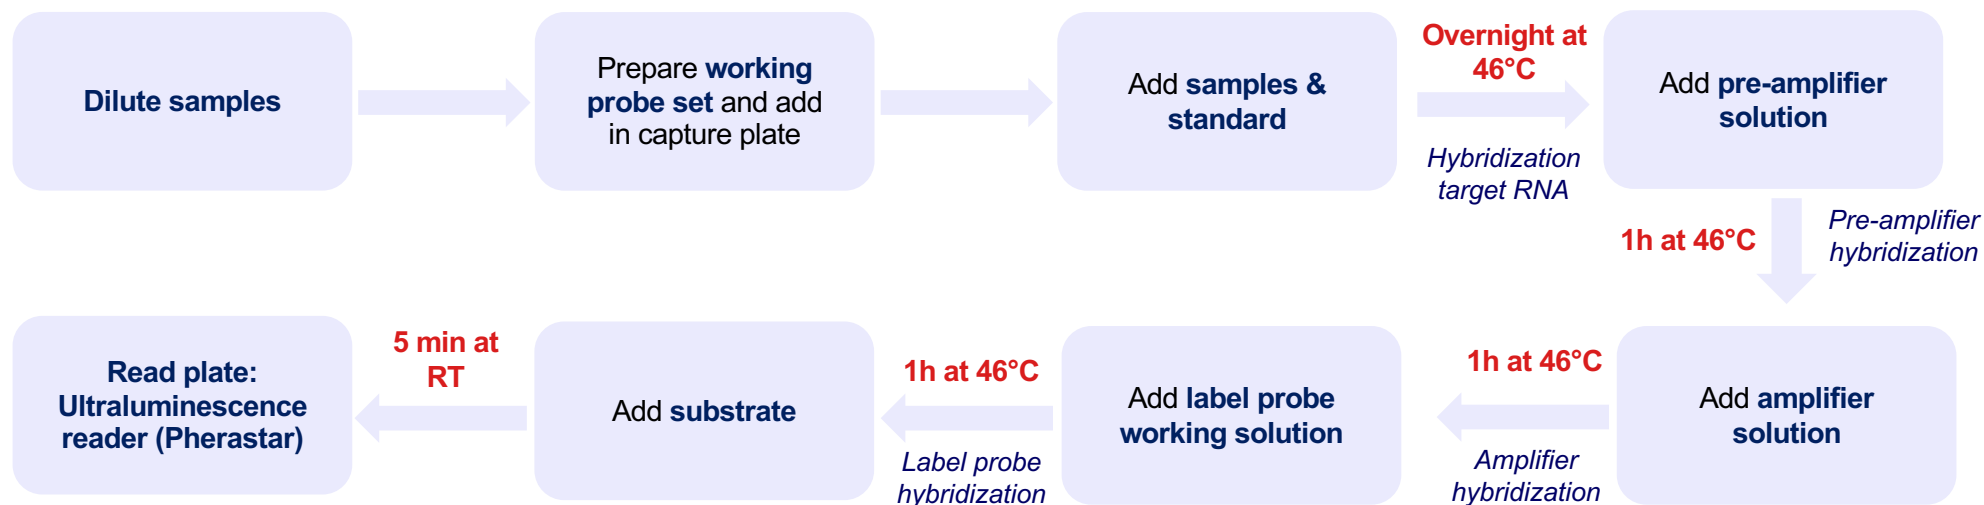 Dilute samples
Prepare working
probe set and add
in capture plate
Add samples &
standard
Overnight at
46°C
Hybridization
target RNA
Add pre-amplifier
solution
1h at 46°C
Pre-amplifier
hybridization
Add amplifier
solution
1h at 46°C
Amplifier
hybridization
Add label probe
working solution
1h at 46°C
Label probe
hybridization
Add substrate
5 min at
RT
Read plate:
Ultraluminescence
reader (Pherastar)